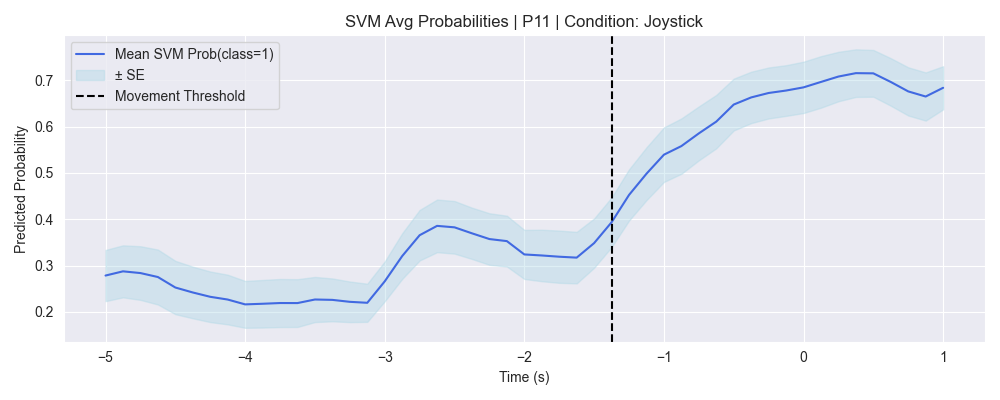 SVM Avg Probabilities | P11 | Condition: Joystick
Mean SVM Prob(class=1)
± SE
Movement Threshold
Predicted Probability
0.7
0.6
0.5
0.4
0.3
0.2
−5 −4 −3 −2 −1 0 1
Time (s)